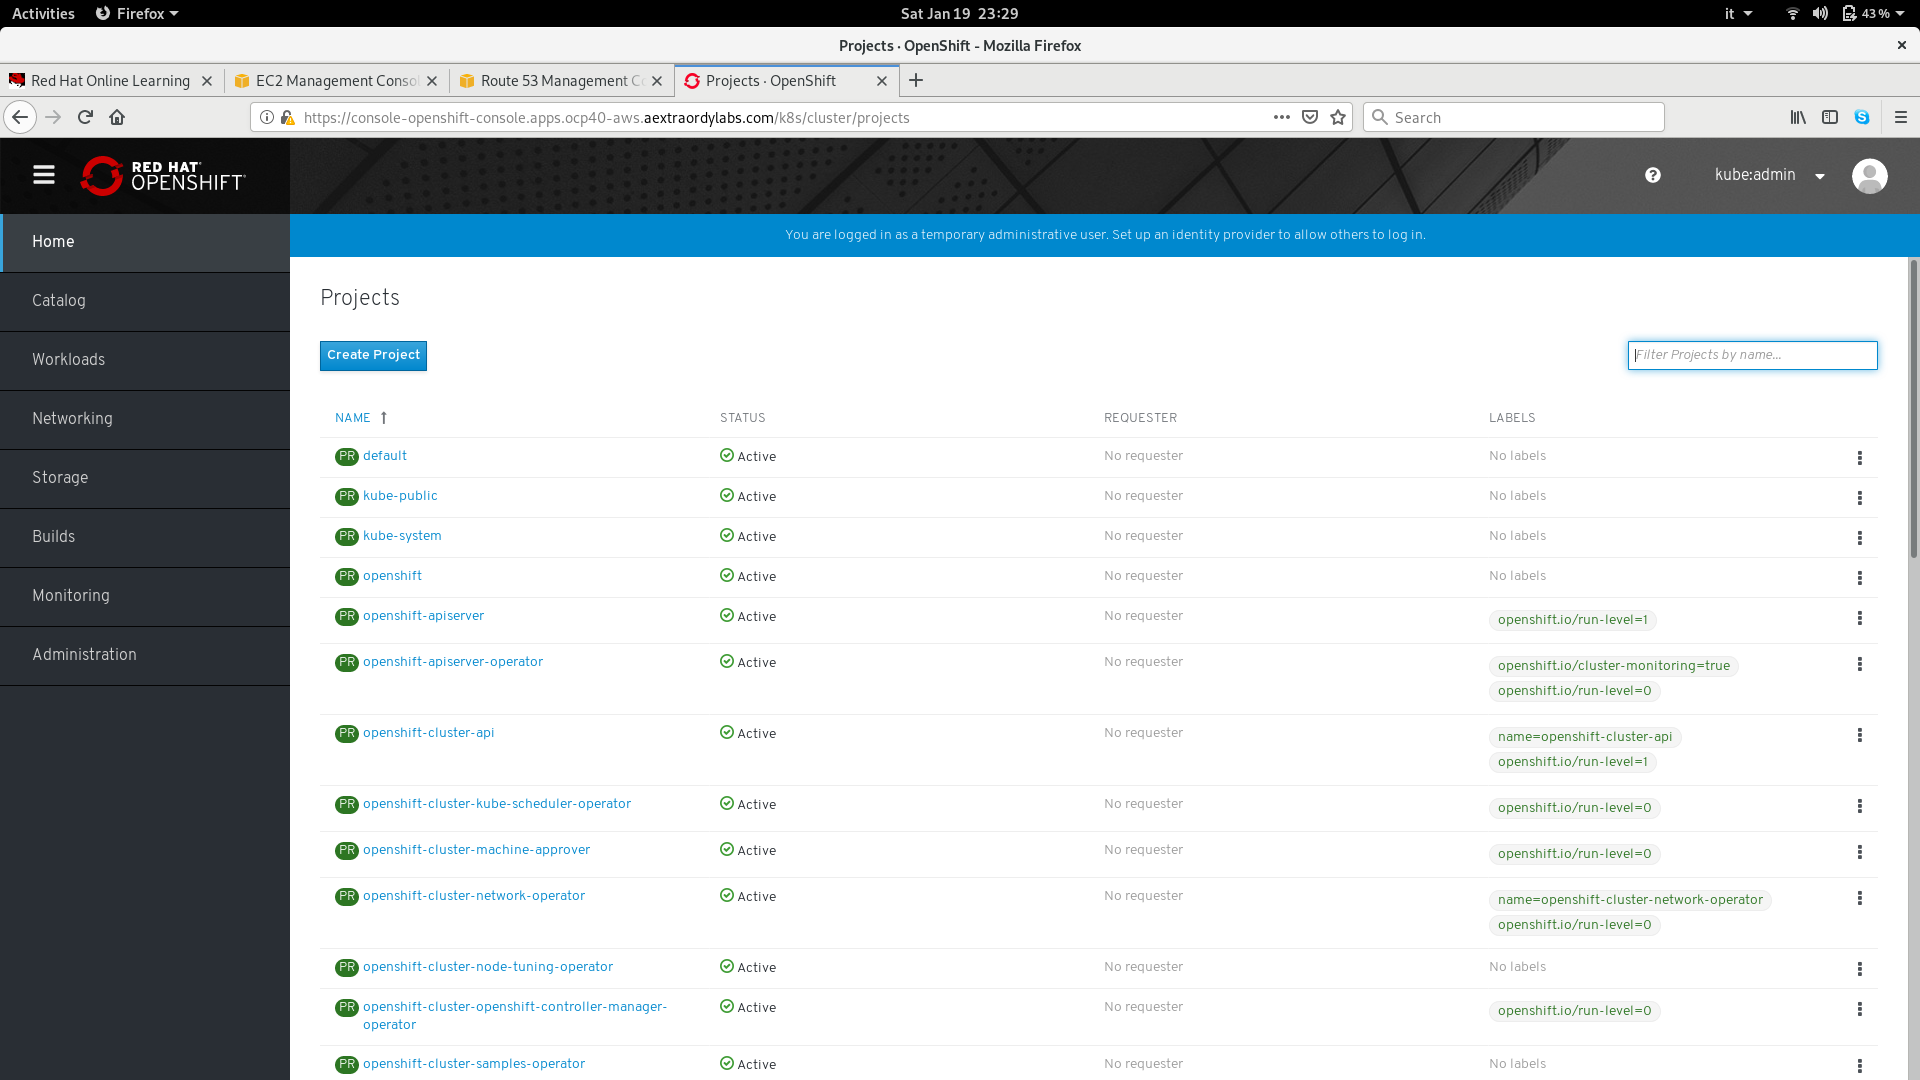 Activities Firefox Sat Jan 19 23:29 it 43%
Projects · OpenShift - Mozilla Firefox
Red Hat Online Learning EC2 Management Consol Route 53 Management Co Projects · OpenShift
https://console-openshift-console.apps.ocp40-aws.aextraordylabs.com/k8s/cluster/projects Search
RED HAT
OPENSHIFT
kube:admin
Home
Catalog
Workloads
Networking
Storage
Builds
Monitoring
Administration
You are logged in as a temporary administrative user. Set up an identity provider to allow others to log in.
Projects
Create Project Filter Projects by name...
NAME STATUS REQUESTER LABELS
PR default Active No requester No labels
PR kube-public Active No requester No labels
PR kube-system Active No requester No labels
PR openshift Active No requester No labels
PR openshift-apiserver Active No requester openshift.io/run-level=1
PR openshift-apiserver-operator Active No requester openshift.io/cluster-monitoring=true
openshift.io/run-level=0
PR openshift-cluster-api Active No requester name=openshift-cluster-api
openshift.io/run-level=1
PR openshift-cluster-kube-scheduler-operator Active No requester openshift.io/run-level=0
PR openshift-cluster-machine-approver Active No requester openshift.io/run-level=0
PR openshift-cluster-network-operator Active No requester name=openshift-cluster-network-operator
openshift.io/run-level=0
PR openshift-cluster-node-tuning-operator Active No requester No labels
PR openshift-cluster-openshift-controller-manager- Active No requester openshift.io/run-level=0
operator
PR openshift-cluster-samples-operator Active No requester No labels